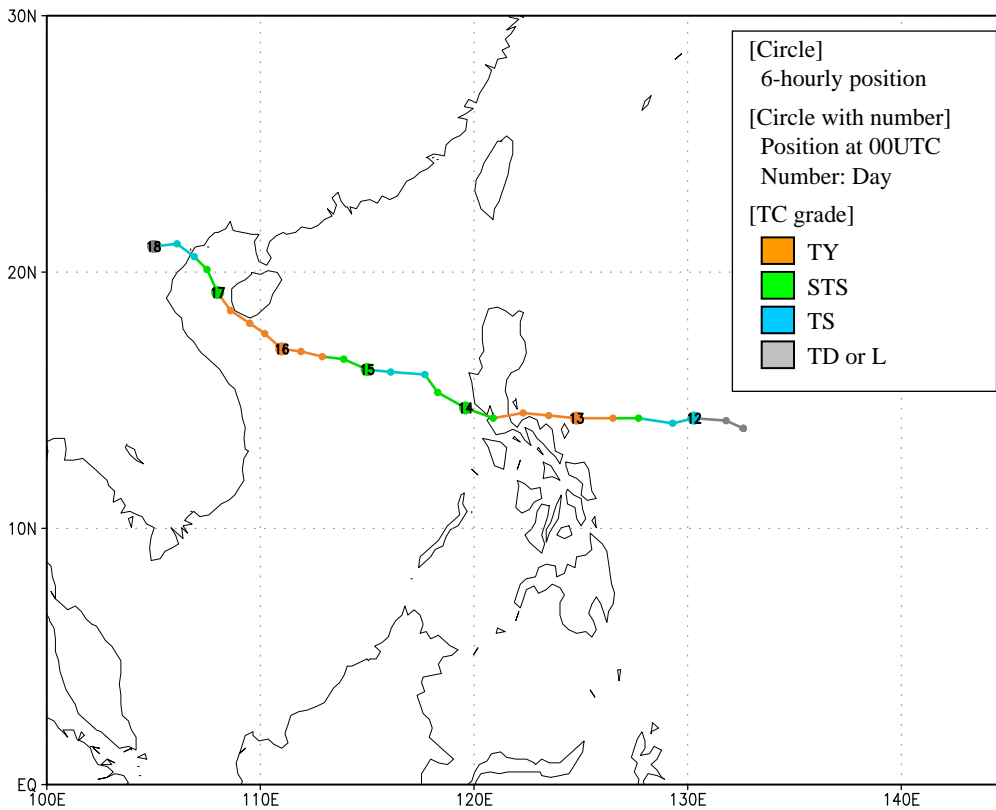 30N
[Circle]
6-hourly position
[Circle with number]
Position at 00UTC
Number: Day
[TC grade]
TY
STS
TS
TD or L
18
20N
17
16
15
14
13
12
10N
EQ
100E 110E 120E 130E 140E